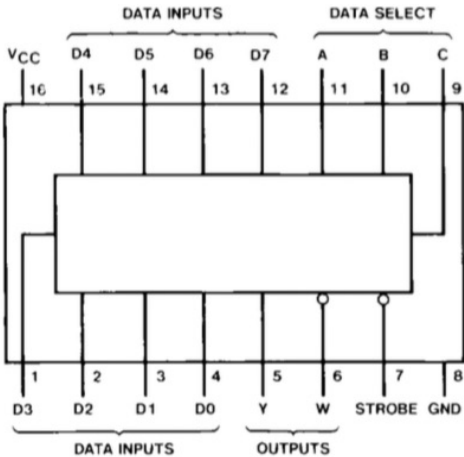 DATA INPUTS DATA SELECT
VCC D4 D5 D6 D7 A B C
16 15 14 13 12 11 10 9
1 2 3 4 5 6 7 8
D3 D2 D1 D0 Y W STROBE GND
DATA INPUTS OUTPUTS